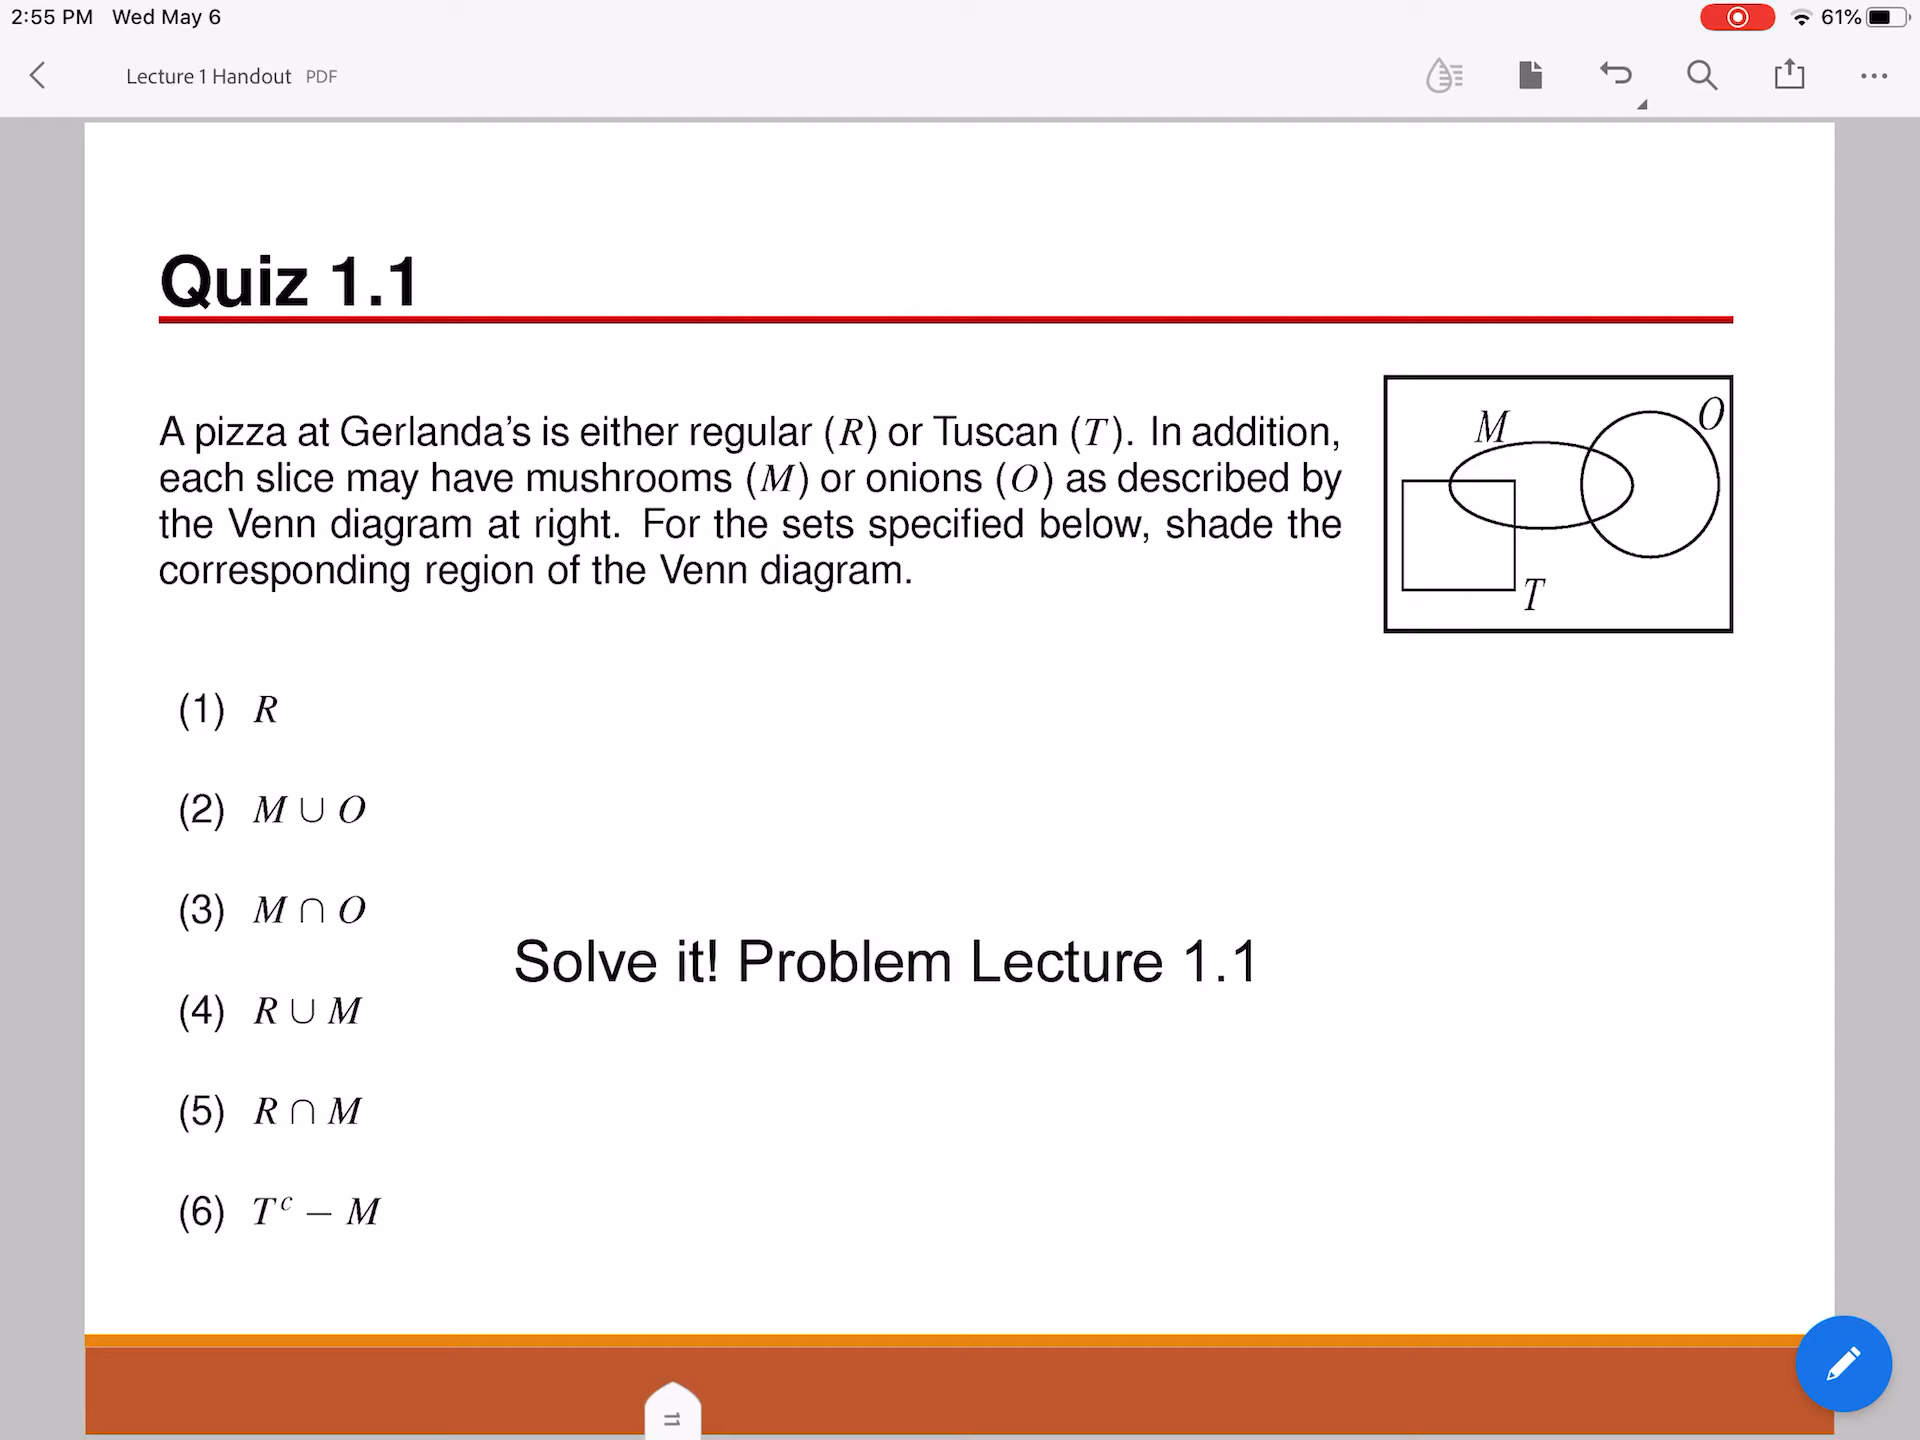 2:55 PM Wed May 6
61%
Lecture 1 Handout PDF
Quiz 1.1
A pizza at Gerlanda's is either regular (R) or Tuscan (T). In addition,
each slice may have mushrooms (M) or onions (O) as described by
the Venn diagram at right. For the sets specified below, shade the
corresponding region of the Venn diagram.
M
O
T
(1) R
(2) M ∪ O
(3) M ∩ O
Solve it! Problem Lecture 1.1
(4) R ∪ M
(5) R ∩ M
(6) Tᶜ − M